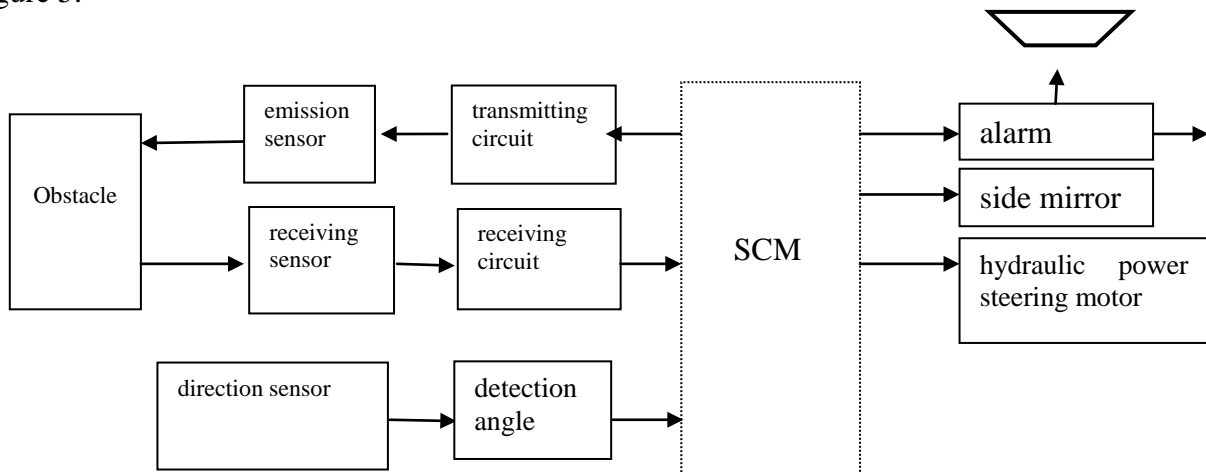 gure 3.
emission
sensor
transmitting
circuit
alarm
Obstacle
side mirror
receiving
sensor
receiving
circuit
SCM
hydraulic power
steering motor
direction sensor
detection
angle